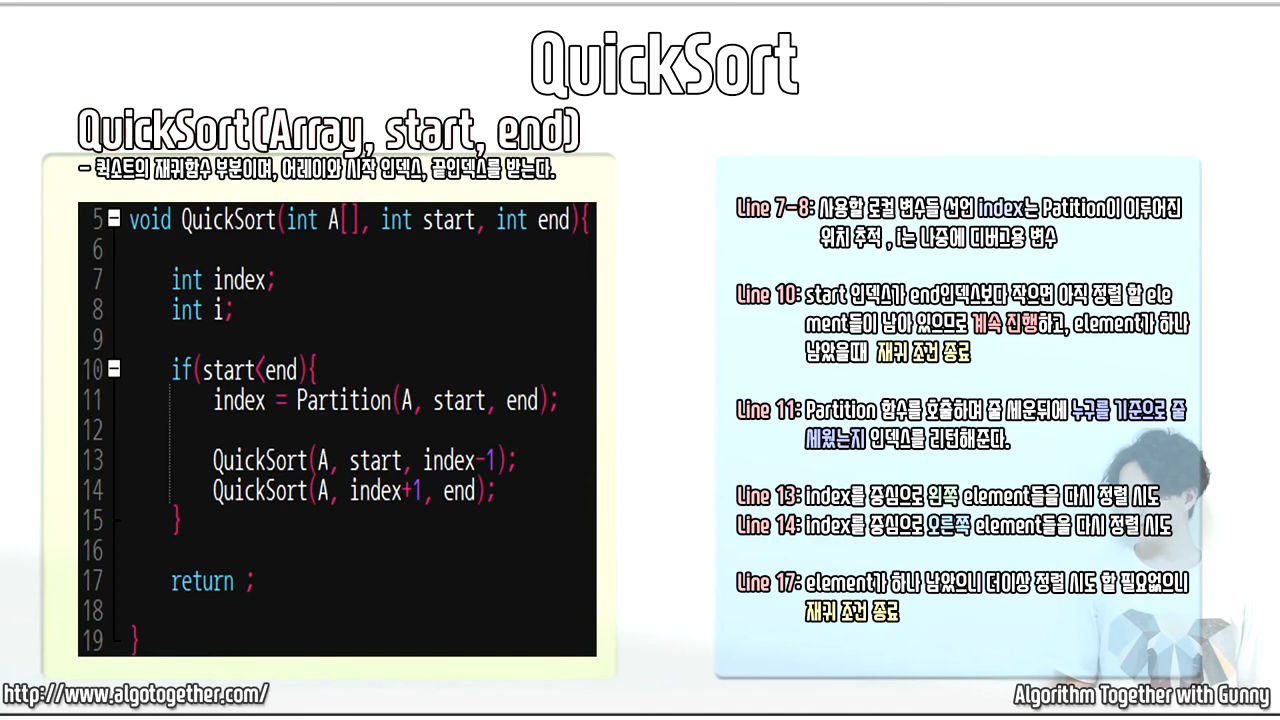 QuickSort
QuickSort(Array, start, end)
- 퀵소트의 재귀함수 부분이며, 어레이와 시작 인덱스, 끝인덱스를 받는다.
5 void QuickSort(int A[], int start, int end){
6
7 int index;
8 int i;
9
10 if(start<end){
11 index = Partition(A, start, end);
12
13 QuickSort(A, start, index-1);
14 QuickSort(A, index+1, end);
15 }
16
17 return ;
18
19 }
Line 7-8: 사용할 로컬 변수들 선언 index는 Patition이 이루어진
위치 추적 , i는 나중에 디버그용 변수
Line 10: start 인덱스가 end인덱스보다 작으면 아직 정렬 할 ele
ment들이 남아 있으므로 계속 진행하고, element가 하나
남았을때 재귀 조건 종료
Line 11: Partition 함수를 호출하며 줄 세운뒤에 누구를 기준으로 줄
세웠는지 인덱스를 리턴해준다.
Line 13: index를 중심으로 왼쪽 element들을 다시 정렬 시도
Line 14: index를 중심으로 오른쪽 element들을 다시 정렬 시도
Line 17: element가 하나 남았으니 더이상 정렬 시도 할 필요없으니
재귀 조건 종료
http://www.algotogether.com/
Algorithm Together with Gunny